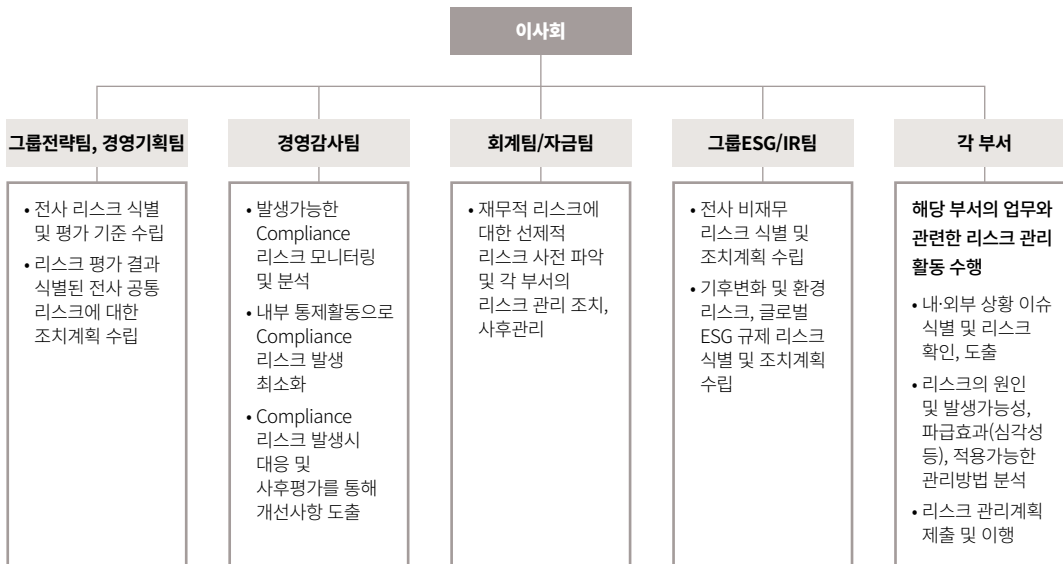 이사회
그룹전략팀, 경영기획팀
• 전사 리스크 식별
및 평가 기준 수립
• 리스크 평가 결과
식별된 전사 공통
리스크에 대한
조치계획 수립
경영감사팀
• 발생가능한
Compliance
리스크 모니터링
및 분석
• 내부 통제활동으로
Compliance
리스크 발생
최소화
• Compliance
리스크 발생시
대응 및
사후평가를 통해
개선사항 도출
회계팀/자금팀
• 재무적 리스크에
대한 선제적
리스크 사전 파악
및 각 부서의
리스크 관리 조치,
사후관리
그룹ESG/IR팀
• 전사 비재무
리스크 식별 및
조치계획 수립
• 기후변화 및 환경
리스크, 글로벌
ESG 규제 리스크
식별 및 조치계획
수립
각 부서
해당 부서의 업무와
관련한 리스크 관리
활동 수행
• 내·외부 상황 이슈
식별 및 리스크
확인, 도출
• 리스크의 원인
및 발생가능성,
파급효과(심각성
등), 적용가능한
관리방법 분석
• 리스크 관리계획
제출 및 이행